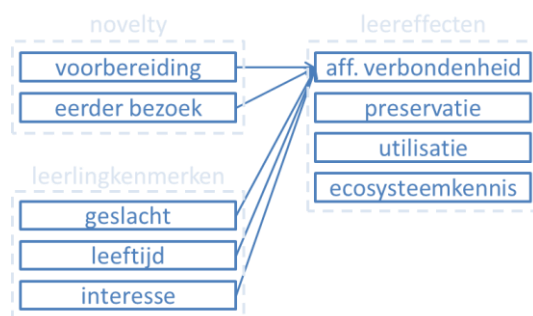 novelty
voorbereiding
eerder bezoek
leerlingkenmerken
geslacht
leeftijd
interesse
leereffecten
aff. verbondenheid
preservatie
utilisatie
ecosysteemkennis